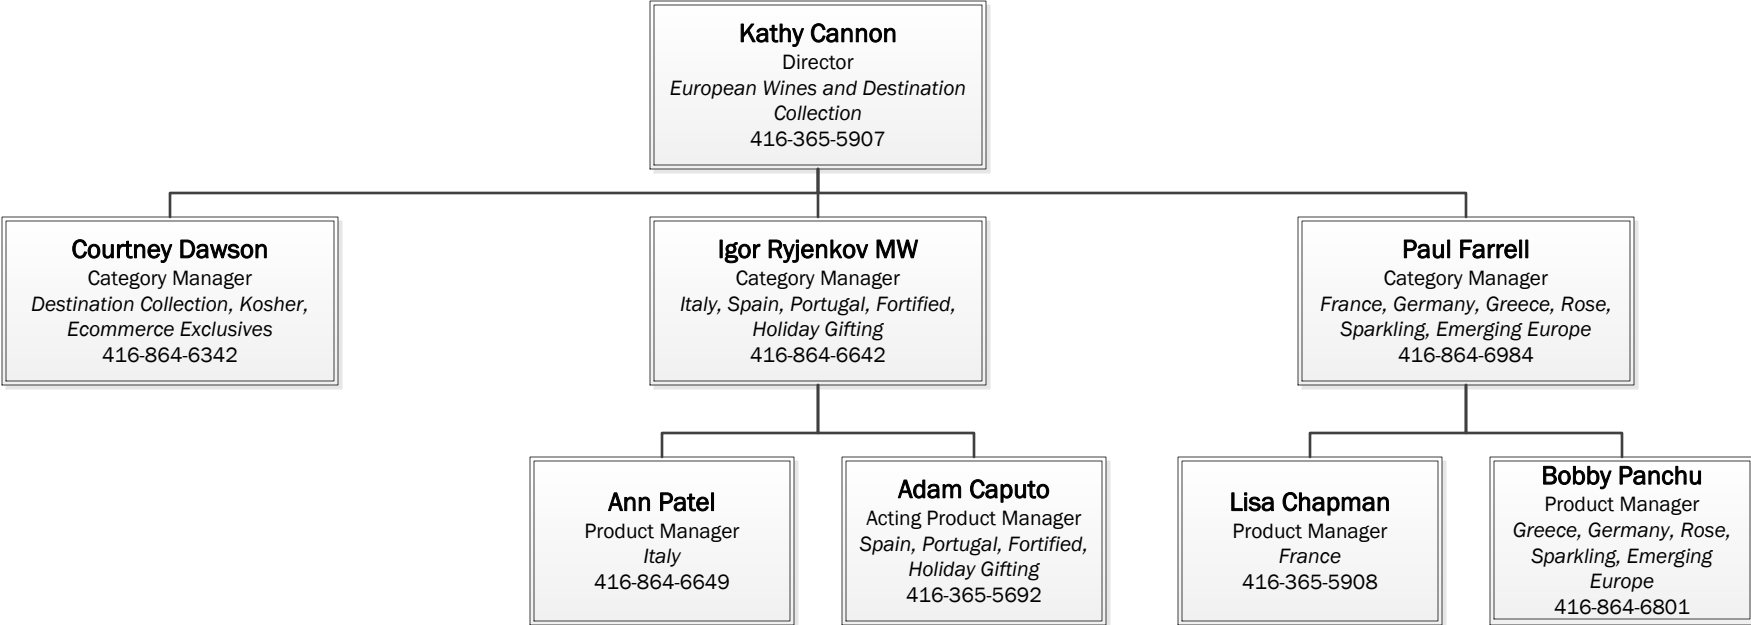 Kathy Cannon
Director
European Wines and Destination
Collection
416-365-5907
Courtney Dawson
Category Manager
Destination Collection, Kosher,
Ecommerce Exclusives
416-864-6342
Igor Ryjenkov MW
Category Manager
Italy, Spain, Portugal, Fortified,
Holiday Gifting
416-864-6642
Paul Farrell
Category Manager
France, Germany, Greece, Rose,
Sparkling, Emerging Europe
416-864-6984
Ann Patel
Product Manager
Italy
416-864-6649
Adam Caputo
Acting Product Manager
Spain, Portugal, Fortified,
Holiday Gifting
416-365-5692
Lisa Chapman
Product Manager
France
416-365-5908
Bobby Panchu
Product Manager
Greece, Germany, Rose,
Sparkling, Emerging
Europe
416-864-6801